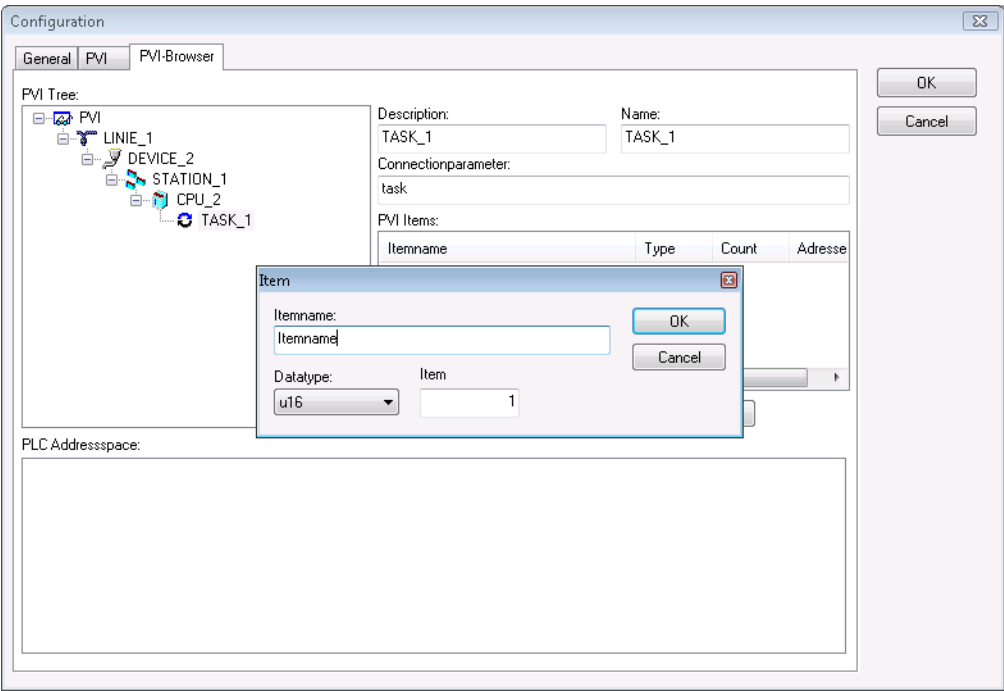 Configuration
General
PVI
PVI-Browser
OK
Cancel
PVI Tree:
PVI
LINIE_1
DEVICE_2
STATION_1
CPU_2
TASK_1
Description:
Name:
TASK_1
TASK_1
Connectionparameter:
task
PVI Items:
Itemname
Type
Count
Adresse
Item
Itemname:
Itemname
OK
Cancel
Datatype:
Item
u16
1
PLC Addressspace: